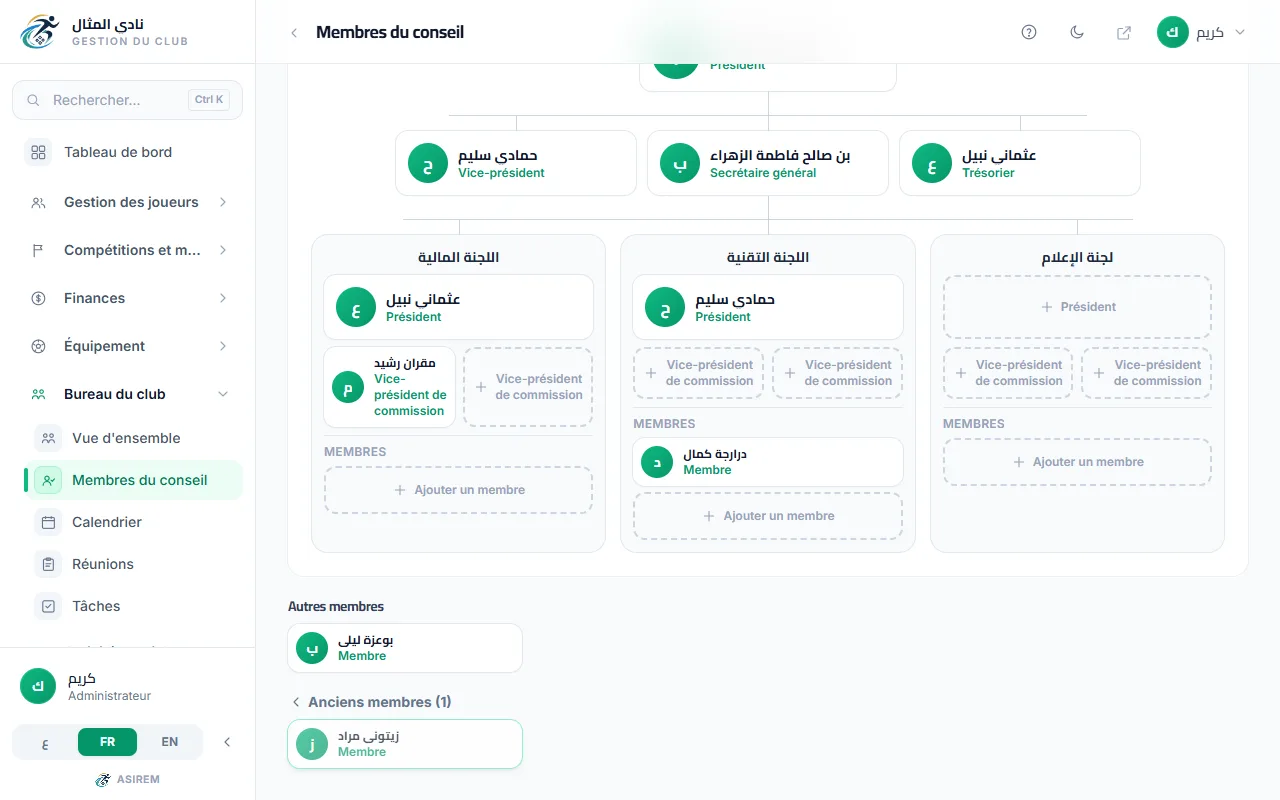 نادي المثال
GESTION DU CLUB
Rechercher...
Ctrl K
Tableau de bord
Gestion des joueurs
Compétitions et m...
Finances
Équipement
Bureau du club
Vue d'ensemble
Membres du conseil
Calendrier
Réunions
Tâches
ك
كريم
Administrateur
ع
FR
EN
ASIREM
Membres du conseil
ك
كريم
Président
ح
حمادي سليم
Vice-président
ب
بن صالح فاطمة الزهراء
Secrétaire général
ع
عثماني نبيل
Trésorier
اللجنة المالية
ع
عثماني نبيل
Président
م
مقران رشيد
Vice-
président de
commission
Vice-président
de commission
MEMBRES
Ajouter un membre
اللجنة التقنية
ح
حمادي سليم
Président
Vice-président
de commission
Vice-président
de commission
MEMBRES
د
درارجة كمال
Membre
Ajouter un membre
لجنة الإعلام
Président
Vice-président
de commission
Vice-président
de commission
MEMBRES
Ajouter un membre
Autres membres
ب
بوعزة ليلى
Membre
Anciens membres (1)
ز
زيتوني مراد
Membre